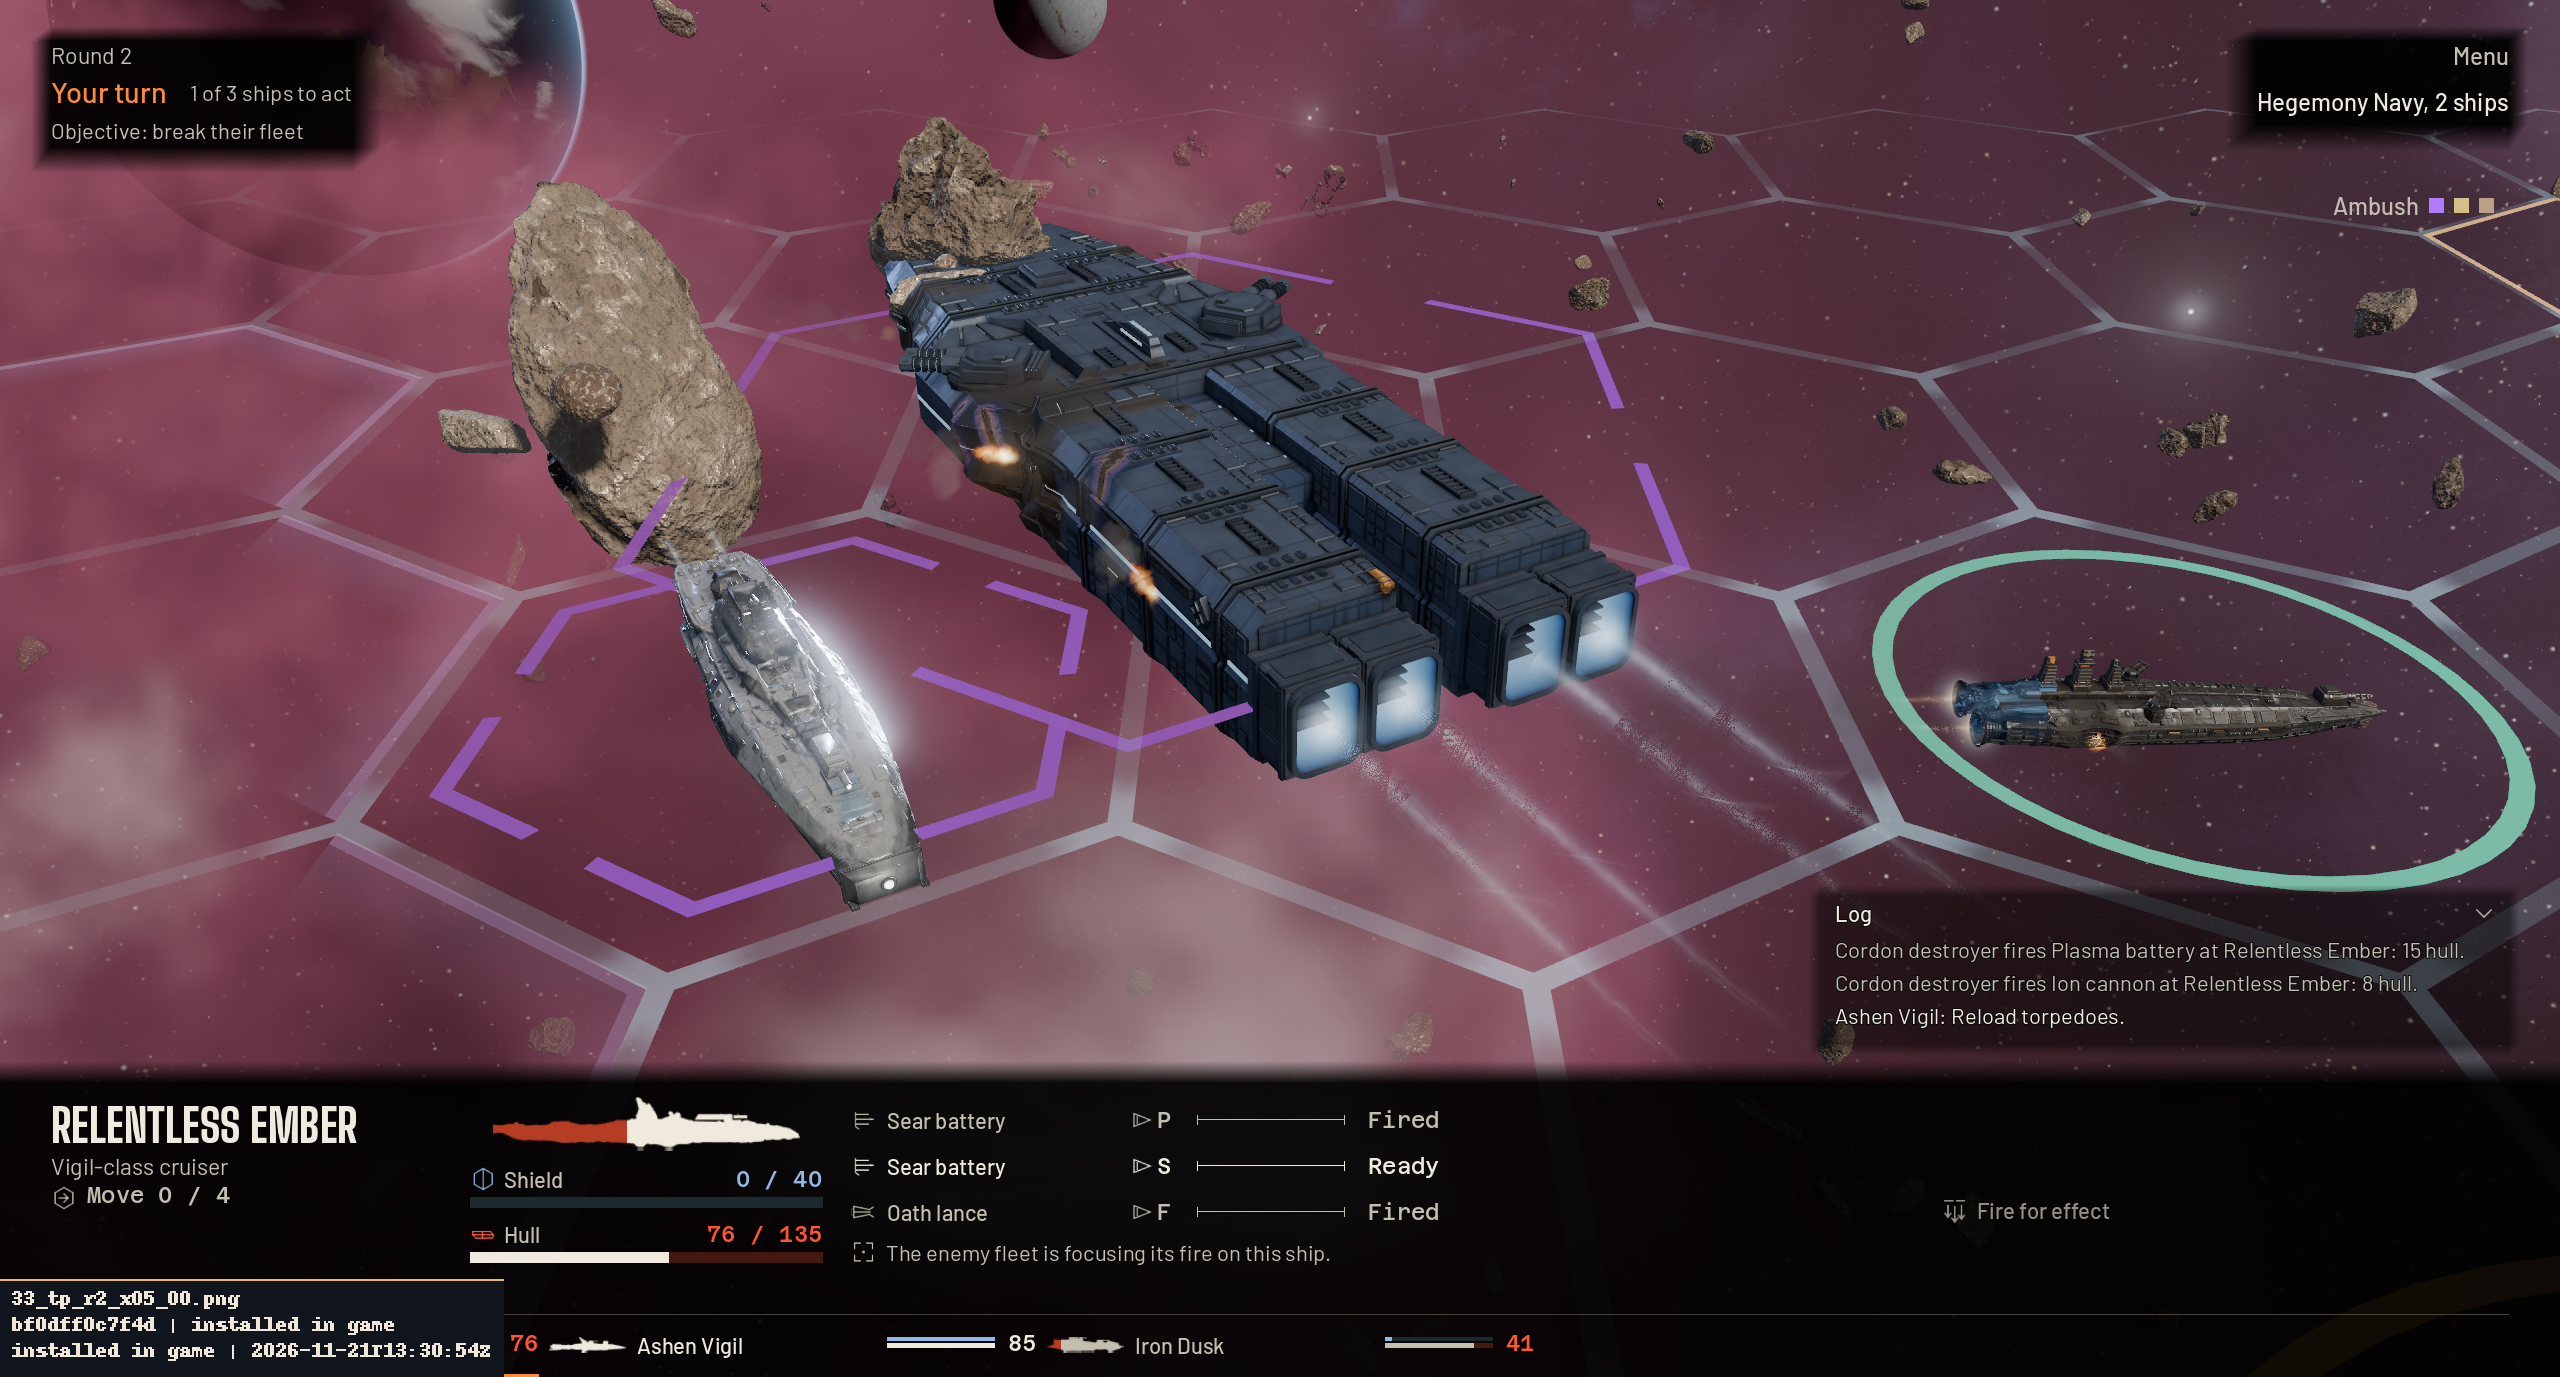 Round 2
Your turn 1 of 3 ships to act
Objective: break their fleet
Menu
Hegemony Navy, 2 ships
Ambush
Log
Cordon destroyer fires Plasma battery at Relentless Ember: 15 hull.
Cordon destroyer fires Ion cannon at Relentless Ember: 8 hull.
Ashen Vigil: Reload torpedoes.
RELENTLESS EMBER
Vigil-class cruiser
Move 0 / 4
Shield 0 / 40
Hull 76 / 135
Sear battery P Fired
Sear battery S Ready
Oath lance F Fired
The enemy fleet is focusing its fire on this ship.
Fire for effect
33_tp_r2_x05_00.png
bf0dff0c7f4d | installed in game
installed in game | 2026-11-21T13:30:54Z
76 Ashen Vigil 85 Iron Dusk 41